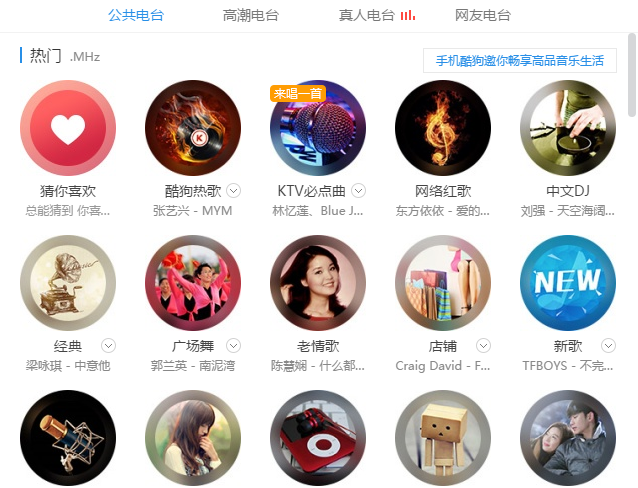 公共电台 高潮电台 真人电台 网友电台
热门 .MHz
手机酷狗邀你畅享高品音乐生活
来唱一首
K
猜你喜欢 酷狗热歌 KTV必点曲 网络红歌 中文DJ
总能猜到 你喜... 张艺兴 - MYM 林忆莲、Blue J... 东方依依 - 爱的... 刘强 - 天空海阔...
NEW
经典 广场舞 老情歌 店铺 新歌
梁咏琪 - 中意他 郭兰英 - 南泥湾 陈慧娴 - 什么都... Craig David - F... TFBOYS - 不完...